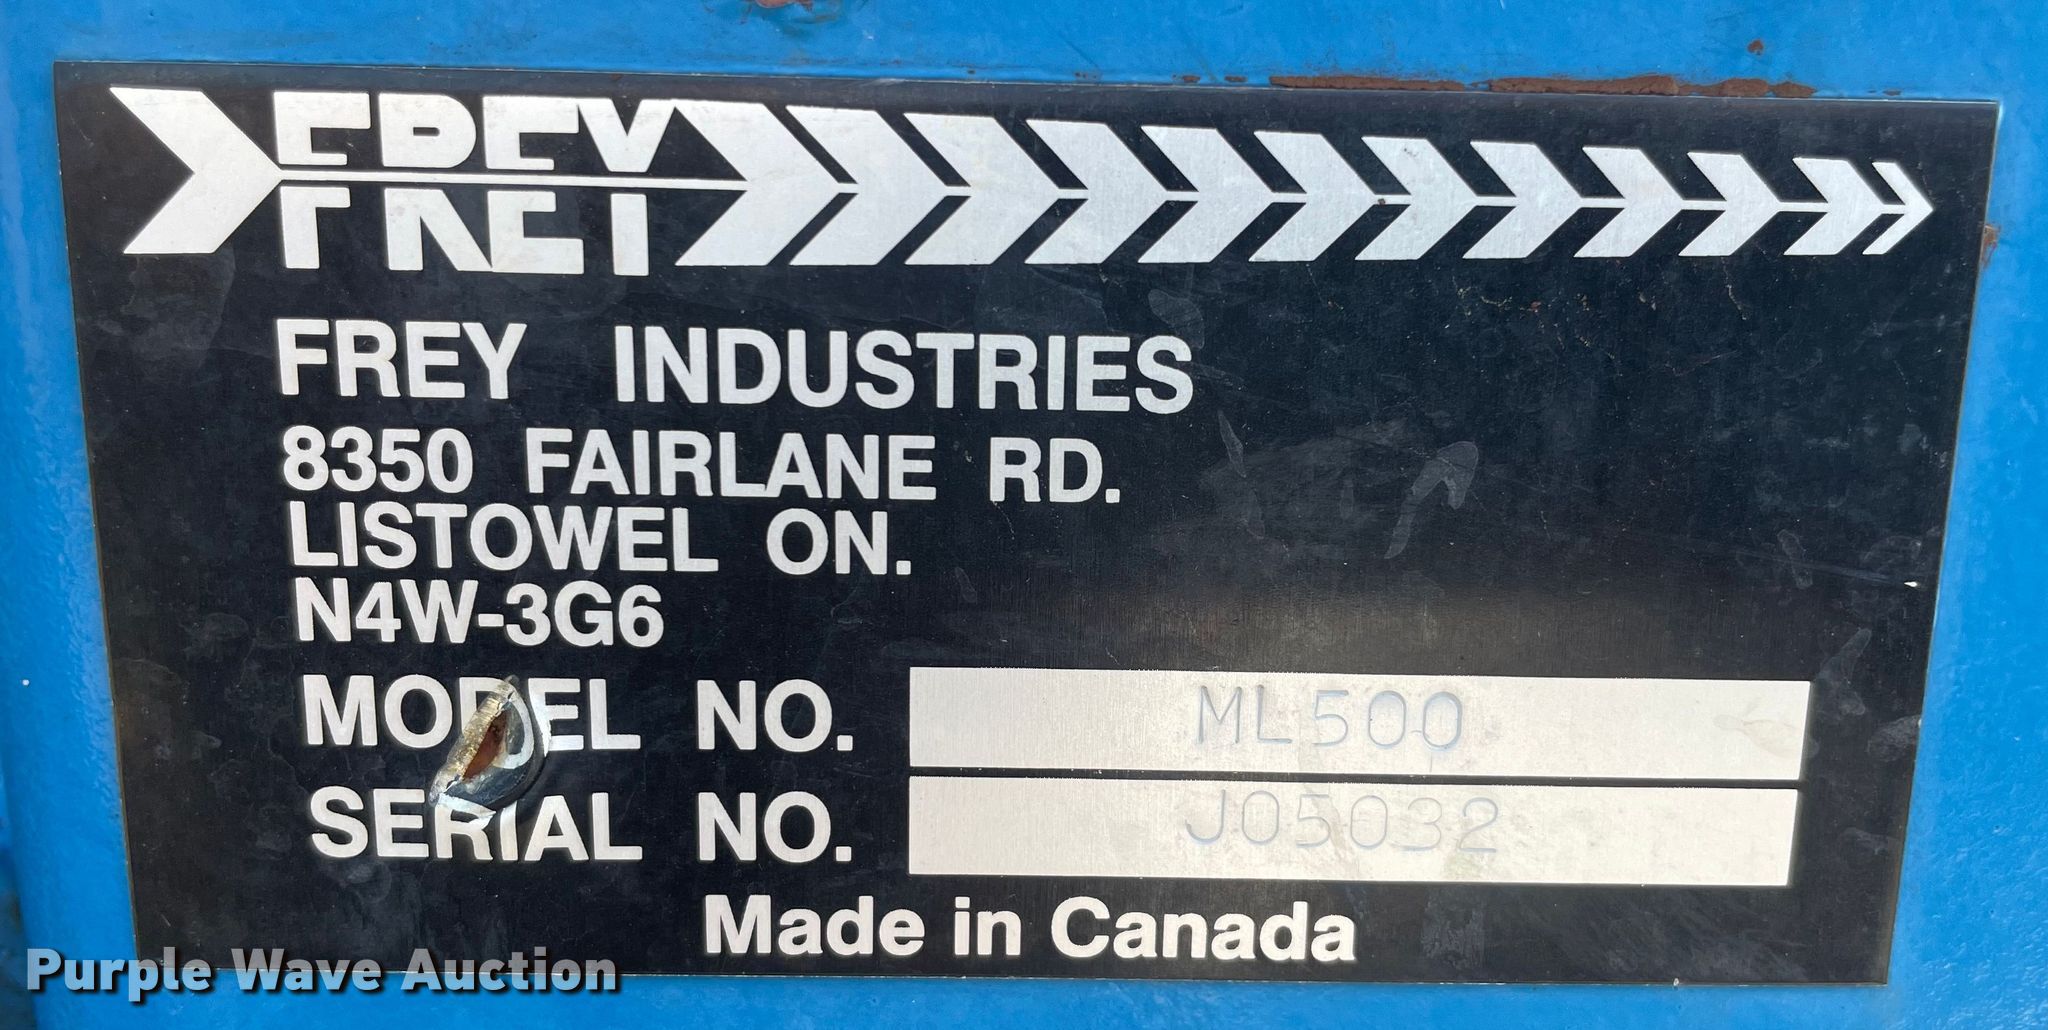 FREY
FREY INDUSTRIES
8350 FAIRLANE RD.
LISTOWEL ON.
N4W-3G6
MODEL NO. ML500
SERIAL NO. J05032
Made in Canada
Purple Wave Auction